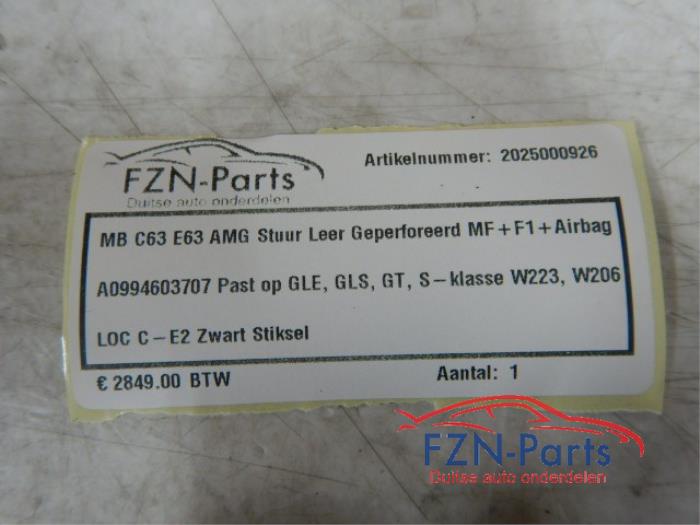 FZN-Parts
Duitse auto onderdelen
Artikelnummer: 2025000926
MB C63 E63 AMG Stuur Leer Geperforeerd MF+F1+Airbag
A0994603707 Past op GLE, GLS, GT, S-klasse W223, W206
LOC C-E2 Zwart Stiksel
€ 2849.00 BTW
Aantal: 1
FZN-Parts
Duitse auto onderdelen